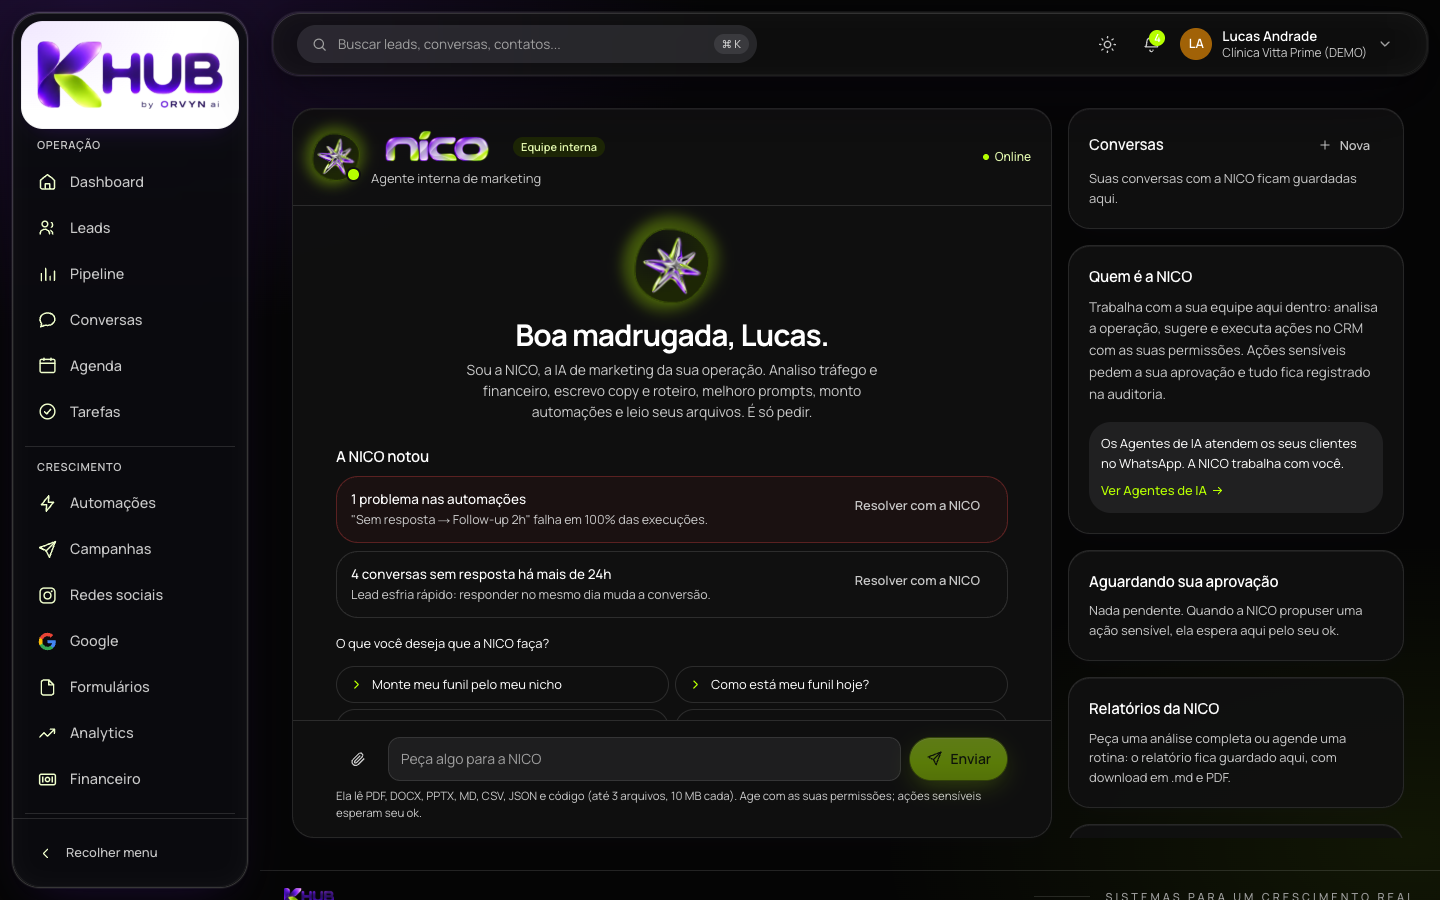 KHUB
by ORVYN ai
OPERAÇÃO
Dashboard
Leads
Pipeline
Conversas
Agenda
Tarefas
CRESCIMENTO
Automações
Campanhas
Redes sociais
Google
Formulários
Analytics
Financeiro
Recolher menu
Buscar leads, conversas, contatos...
⌘ K
4
LA
Lucas Andrade
Clínica Vitta Prime (DEMO)
nico
Equipe interna
Agente interna de marketing
Online
Boa madrugada, Lucas.
Sou a NICO, a IA de marketing da sua operação. Analiso tráfego e
financeiro, escrevo copy e roteiro, melhoro prompts, monto
automações e leio seus arquivos. É só pedir.
A NICO notou
1 problema nas automações
"Sem resposta → Follow-up 2h" falha em 100% das execuções.
Resolver com a NICO
4 conversas sem resposta há mais de 24h
Lead esfria rápido: responder no mesmo dia muda a conversão.
Resolver com a NICO
O que você deseja que a NICO faça?
Monte meu funil pelo meu nicho
Como está meu funil hoje?
Peça algo para a NICO
Enviar
Ela lê PDF, DOCX, PPTX, MD, CSV, JSON e código (até 3 arquivos, 10 MB cada). Age com as suas permissões; ações sensíveis
esperam seu ok.
Conversas
Nova
Suas conversas com a NICO ficam guardadas
aqui.
Quem é a NICO
Trabalha com a sua equipe aqui dentro: analisa
a operação, sugere e executa ações no CRM
com as suas permissões. Ações sensíveis
pedem a sua aprovação e tudo fica registrado
na auditoria.
Os Agentes de IA atendem os seus clientes
no WhatsApp. A NICO trabalha com você.
Ver Agentes de IA →
Aguardando sua aprovação
Nada pendente. Quando a NICO propuser uma
ação sensível, ela espera aqui pelo seu ok.
Relatórios da NICO
Peça uma análise completa ou agende uma
rotina: o relatório fica guardado aqui, com
download em .md e PDF.
KHUB
SISTEMAS PARA UM CRESCIMENTO REAL